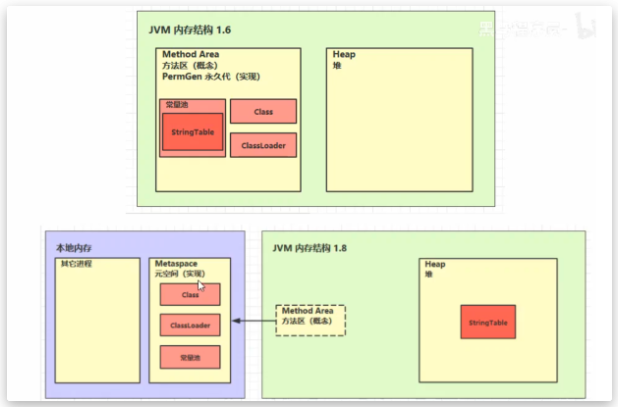 JVM 内存结构 1.6
Method Area
方法区（概念）
PermGen 永久代（实现）
常量池
StringTable
Class
ClassLoader
Heap
堆
本地内存
其它进程
Metaspace
元空间（实现）
Class
ClassLoader
常量池
JVM 内存结构 1.8
Method Area
方法区（概念）
Heap
堆
StringTable